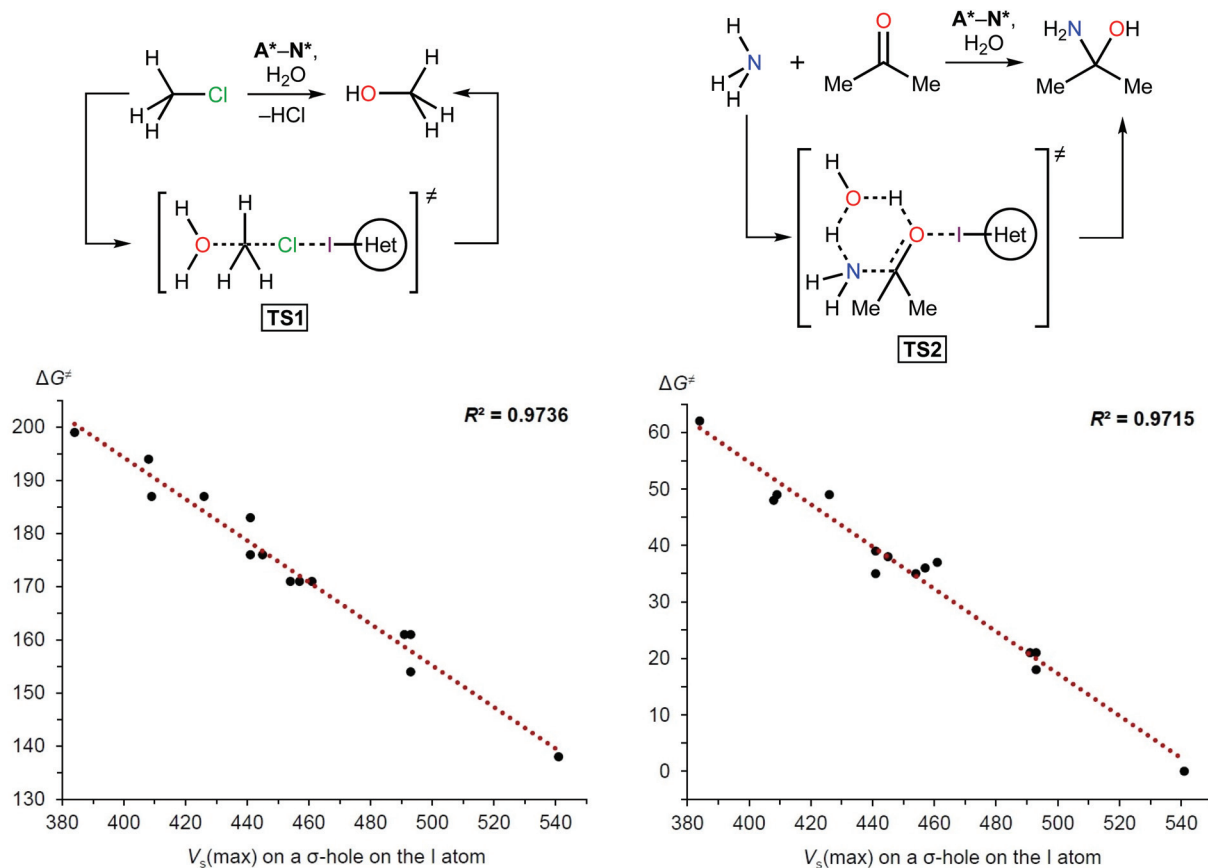 A*–N*,
H₂O
–HCl
H
H
H
Cl
HO
H
H
H
H
H
O
H
H
H
Cl
I
Het
≠
TS1
A*–N*,
H₂O
H
H
H
N
+
O
Me
Me
H₂N
OH
Me
Me
H
O
H
H
O
I
Het
H
N
H
Me
Me
≠
TS2
ΔG≠
R² = 0.9736
200
190
180
170
160
150
140
130
380 400 420 440 460 480 500 520 540
Vₛ(max) on a σ-hole on the I atom
ΔG≠
R² = 0.9715
60
50
40
30
20
10
0
380 400 420 440 460 480 500 520 540
Vₛ(max) on a σ-hole on the I atom